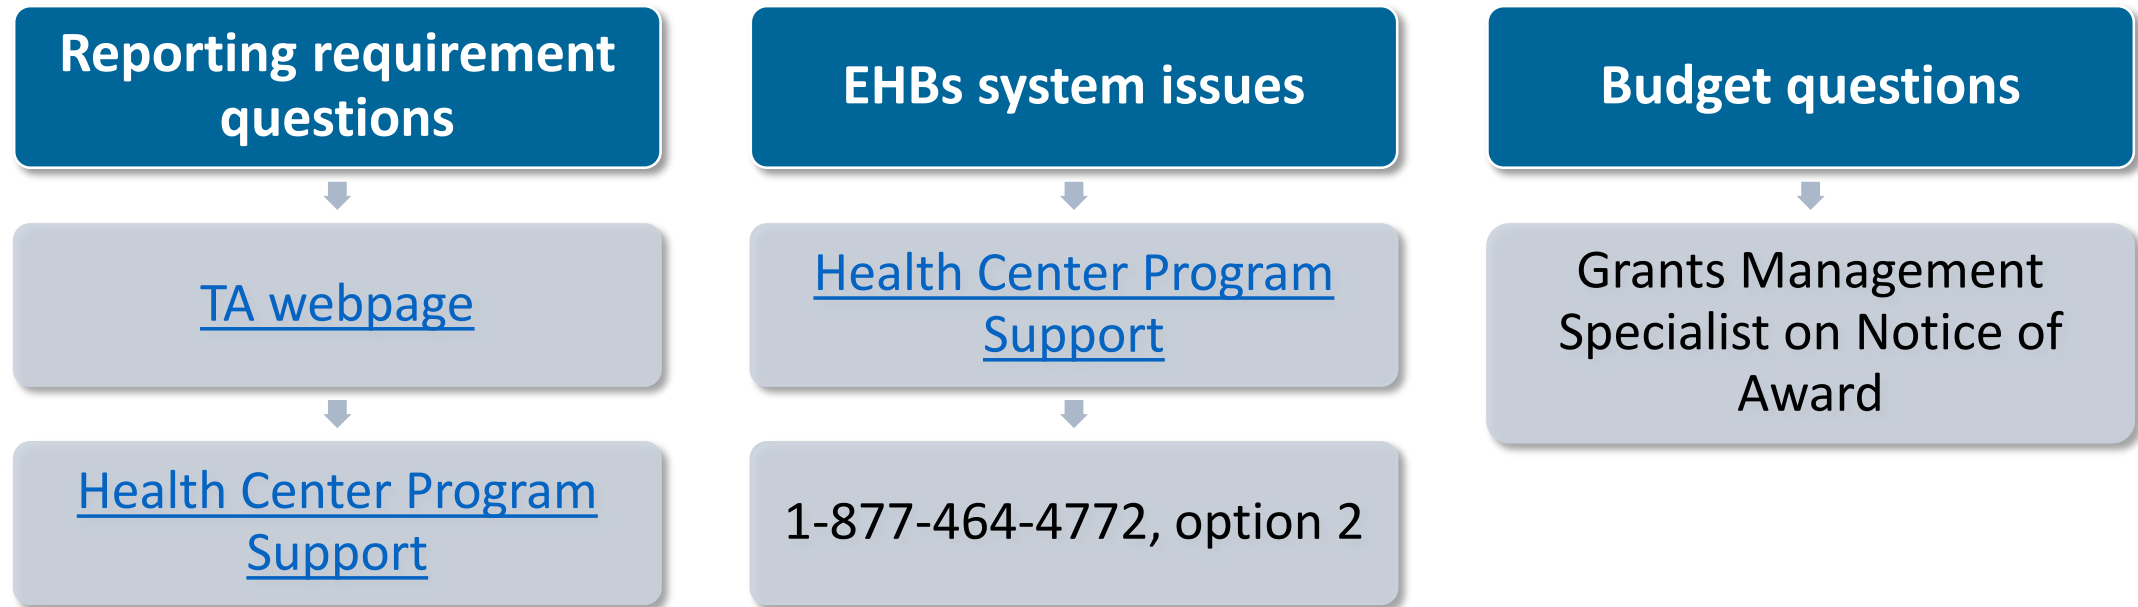 Reporting requirement
questions
TA webpage
Health Center Program
Support
EHBs system issues
Health Center Program
Support
1-877-464-4772, option 2
Budget questions
Grants Management
Specialist on Notice of
Award